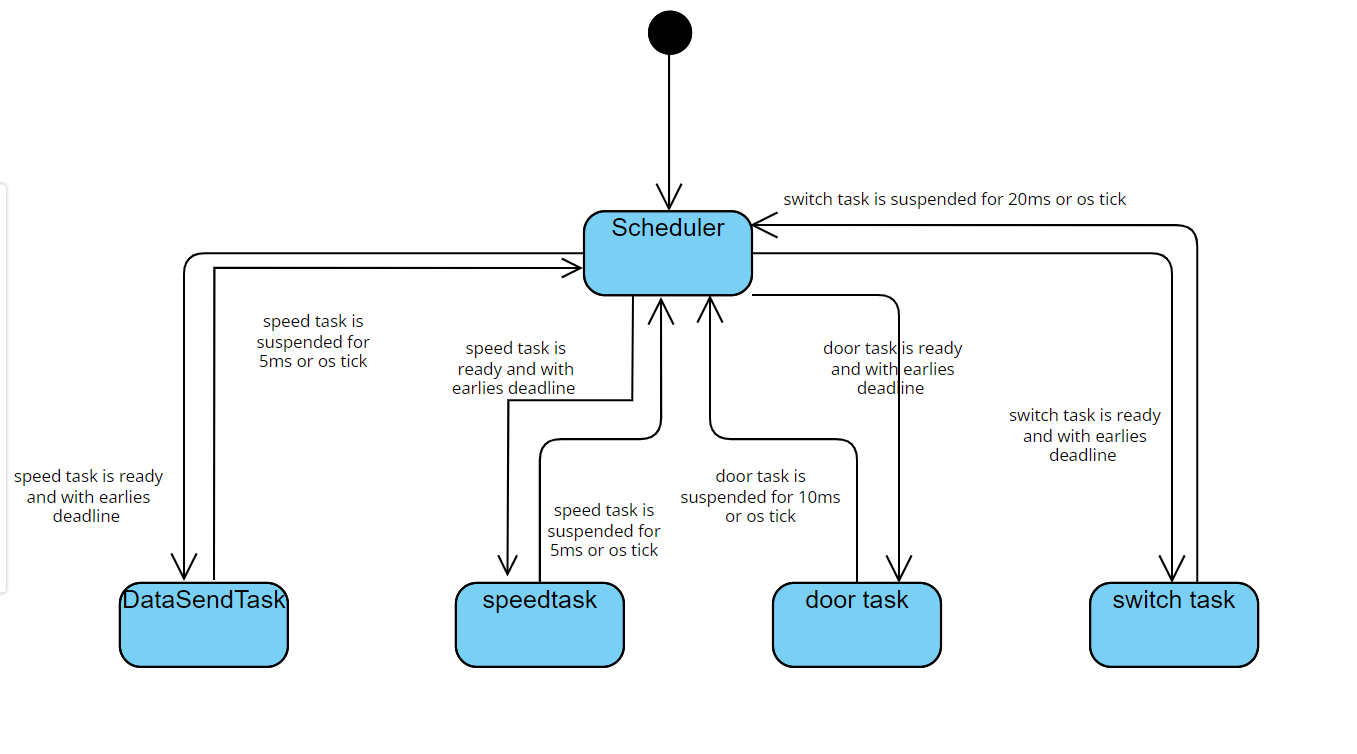 switch task is suspended for 20ms or os tick
Scheduler
speed task is
suspended for
5ms or os tick
speed task is
ready and with
earlies deadline
door task is ready
and with earlies
deadline
switch task is ready
and with earlies
deadline
speed task is ready
and with earlies
deadline
speed task is
suspended for
5ms or os tick
door task is
suspended for 10ms
or os tick
DataSendTask
speedtask
door task
switch task